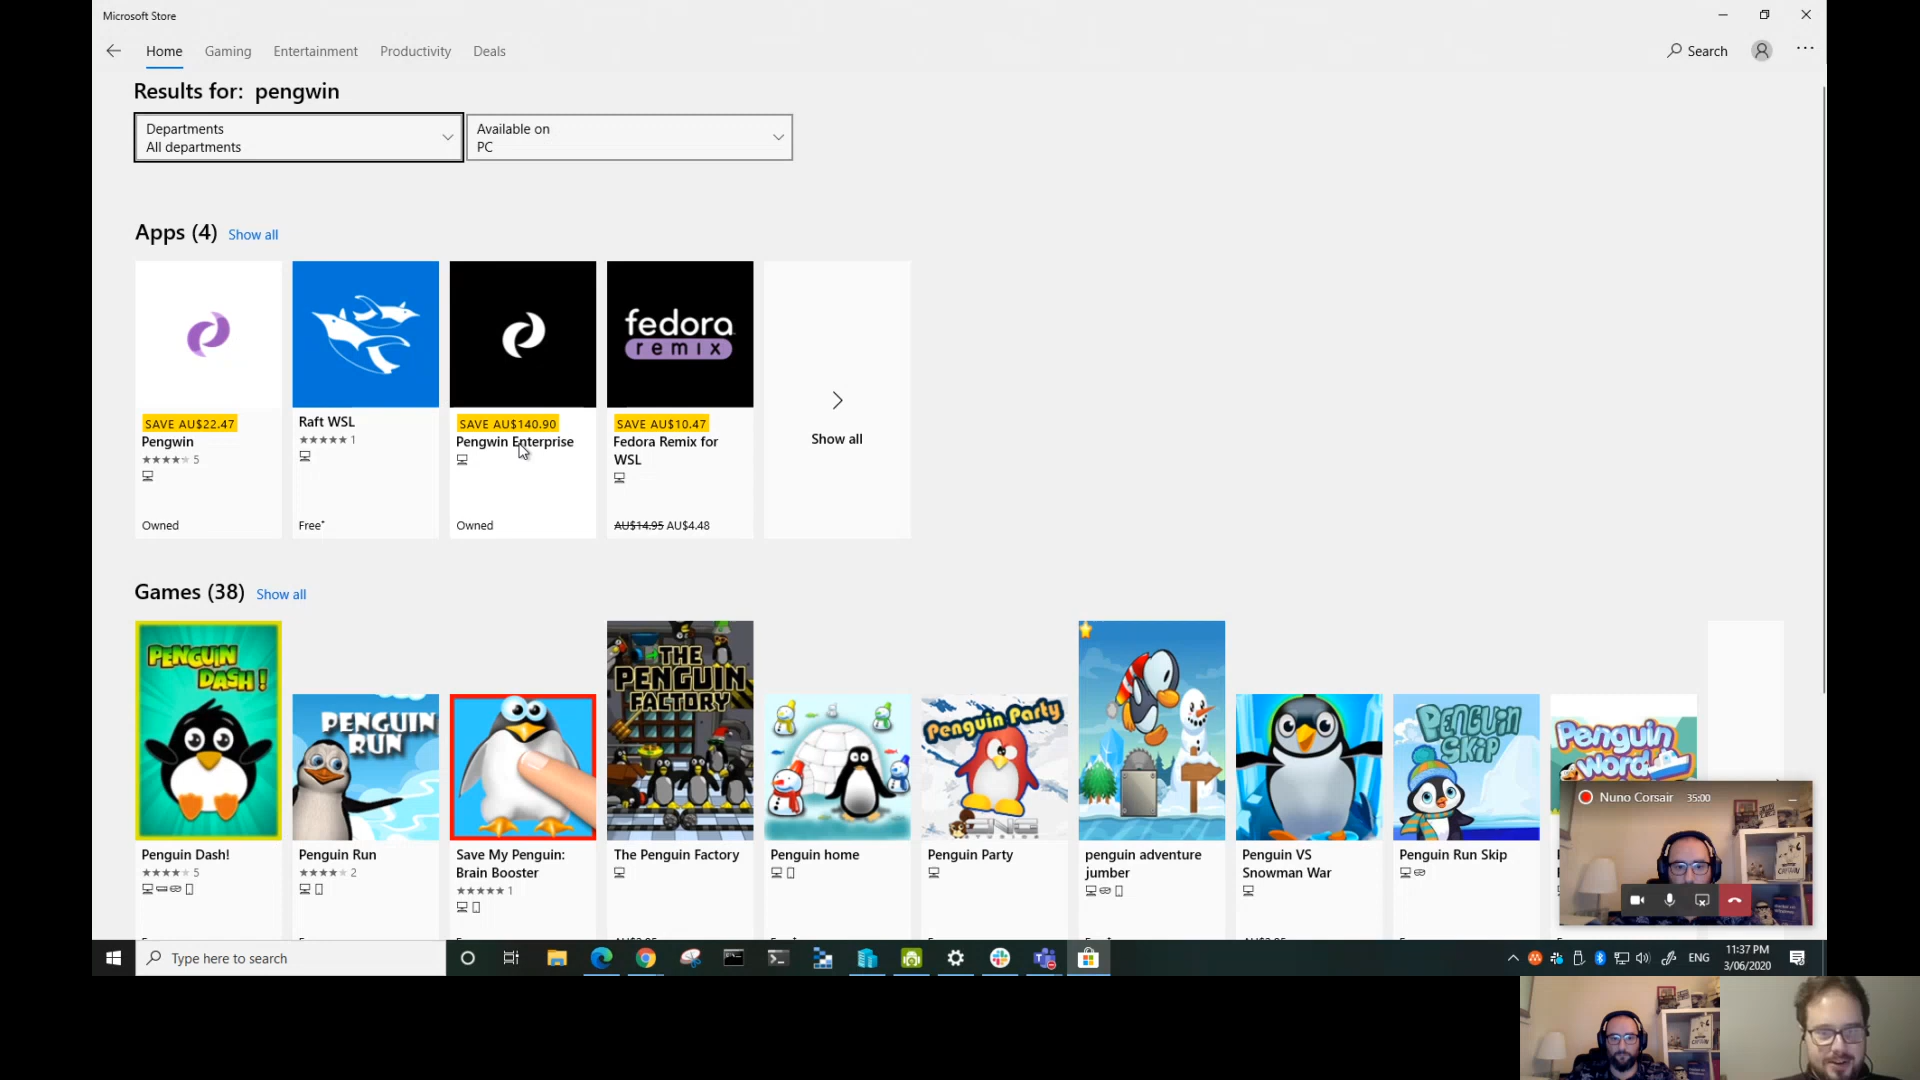 Microsoft Store
Home Gaming Entertainment Productivity Deals
Search
Results for: pengwin
Departments
All departments
Available on
PC
Apps (4) Show all
fedora
remix
SAVE AU$22.47
Pengwin
5
Owned
Raft WSL
1
Free*
SAVE AU$140.90
Pengwin Enterprise
Owned
SAVE AU$10.47
Fedora Remix for
WSL
AU$14.95 AU$4.48
Show all
Games (38) Show all
PENGUIN
DASH!
PENGUIN
RUN
THE
PENGUIN
FACTORY
Penguin Party
PENGUIN
SKIP
Penguin
Word
Penguin Dash!
5
Penguin Run
2
Save My Penguin:
Brain Booster
1
The Penguin Factory
Penguin home
Penguin Party
penguin adventure
jumber
Penguin VS
Snowman War
Penguin Run Skip
Nuno Corsair 35:00
Type here to search
ENG
11:37 PM
3/06/2020